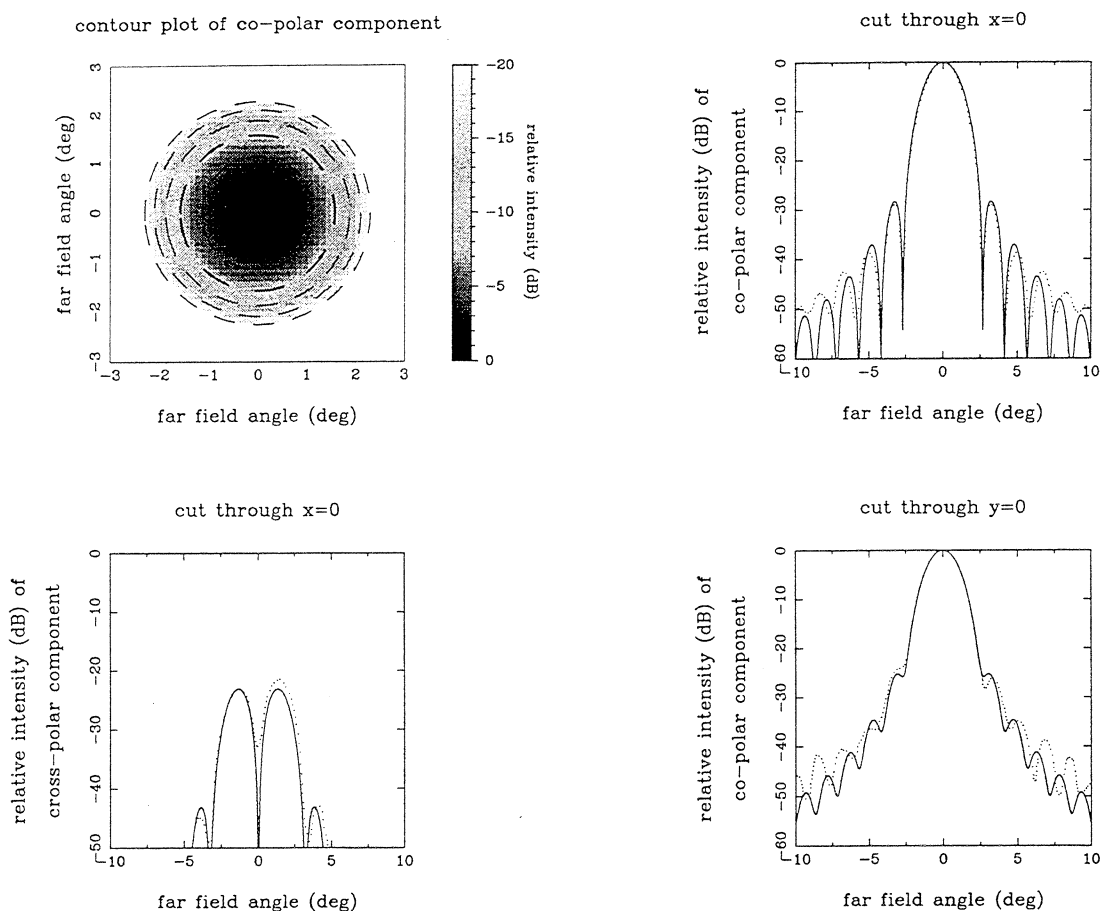 contour plot of co-polar component
far field angle (deg)
3
2
1
0
-1
-2
-3
-3 -2 -1 0 1 2 3
far field angle (deg)
-20
-15
-10
-5
0
relative intensity (dB)
cut through x=0
relative intensity (dB) of
co-polar component
0
-10
-20
-30
-40
-50
-60
-10 -5 0 5 10
far field angle (deg)
cut through x=0
relative intensity (dB) of
cross-polar component
0
-10
-20
-30
-40
-50
-10 -5 0 5 10
far field angle (deg)
cut through y=0
relative intensity (dB) of
co-polar component
0
-10
-20
-30
-40
-50
-60
-10 -5 0 5 10
far field angle (deg)